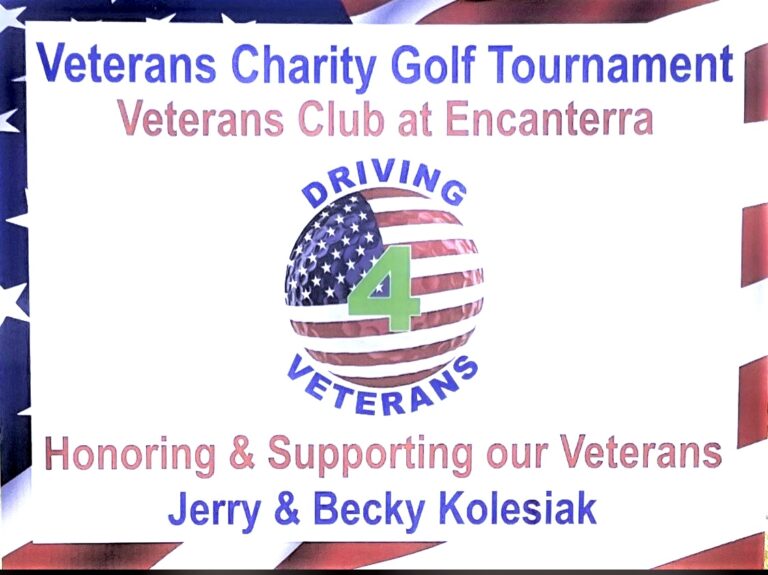 Veterans Charity Golf Tournament
Veterans Club at Encanterra
DRIVING
4
VETERANS
Honoring & Supporting our Veterans
Jerry & Becky Kolesiak